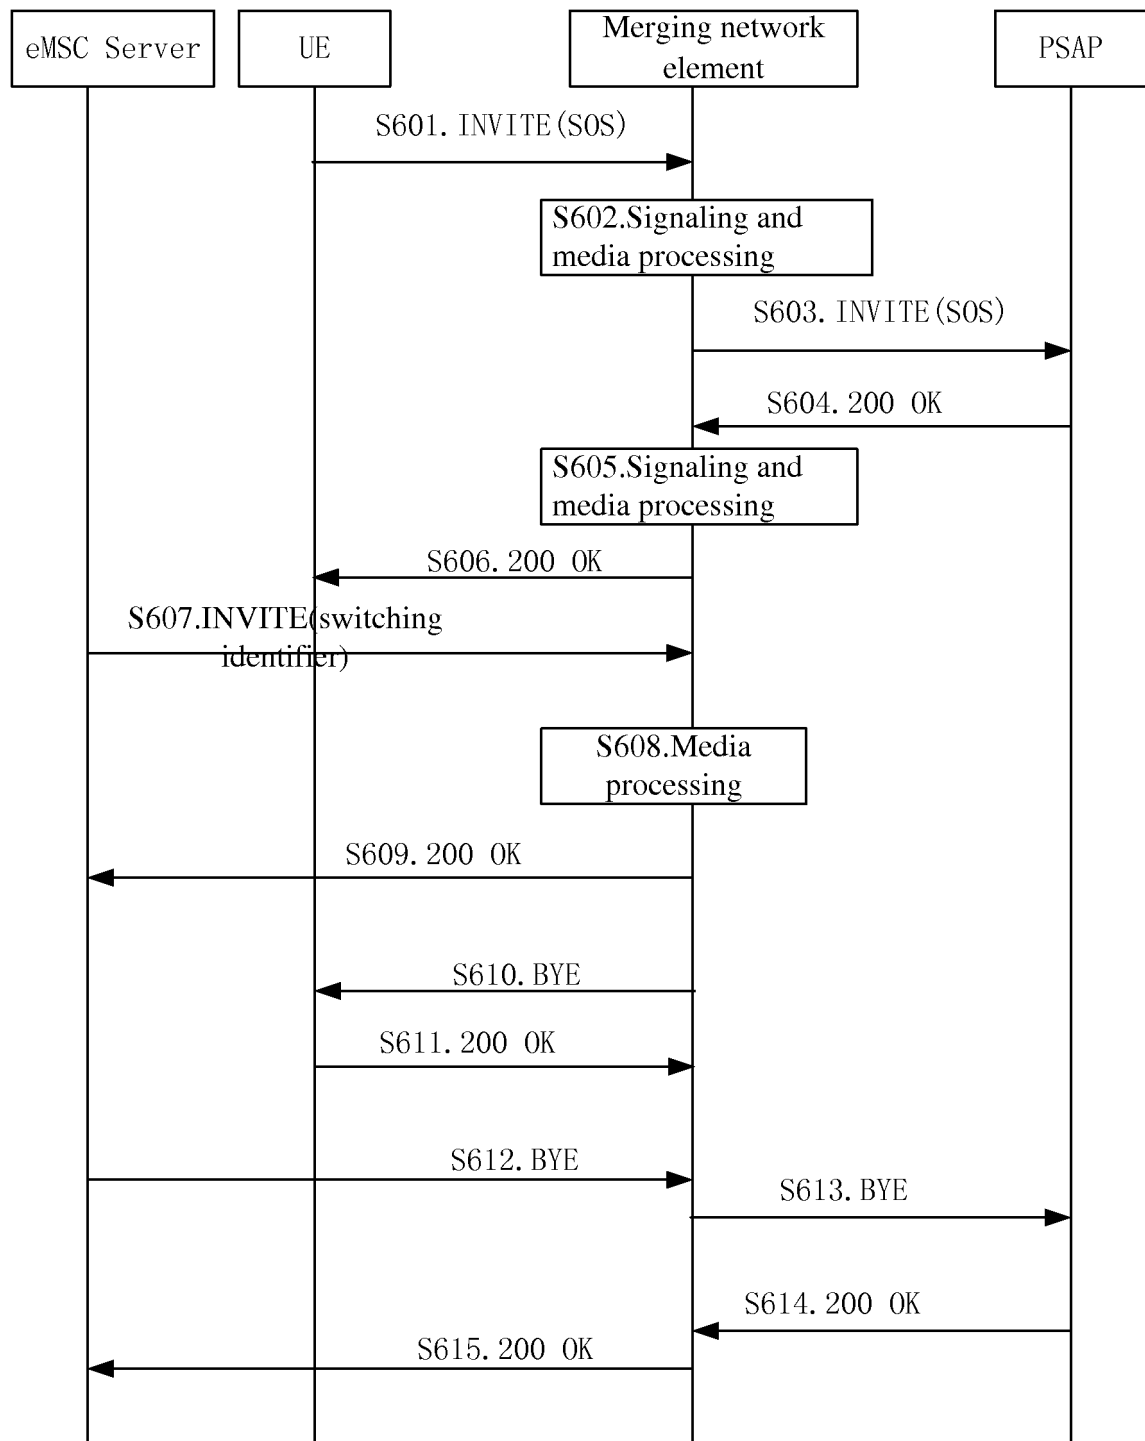 eMSC Server
UE
Merging network
element
PSAP
S601.INVITE(SOS)
S602.Signaling and
media processing
S603.INVITE(SOS)
S604.200 OK
S605.Signaling and
media processing
S606.200 OK
S607.INVITE(switching
identifier)
S608.Media
processing
S609.200 OK
S610.BYE
S611.200 OK
S612.BYE
S613.BYE
S614.200 OK
S615.200 OK